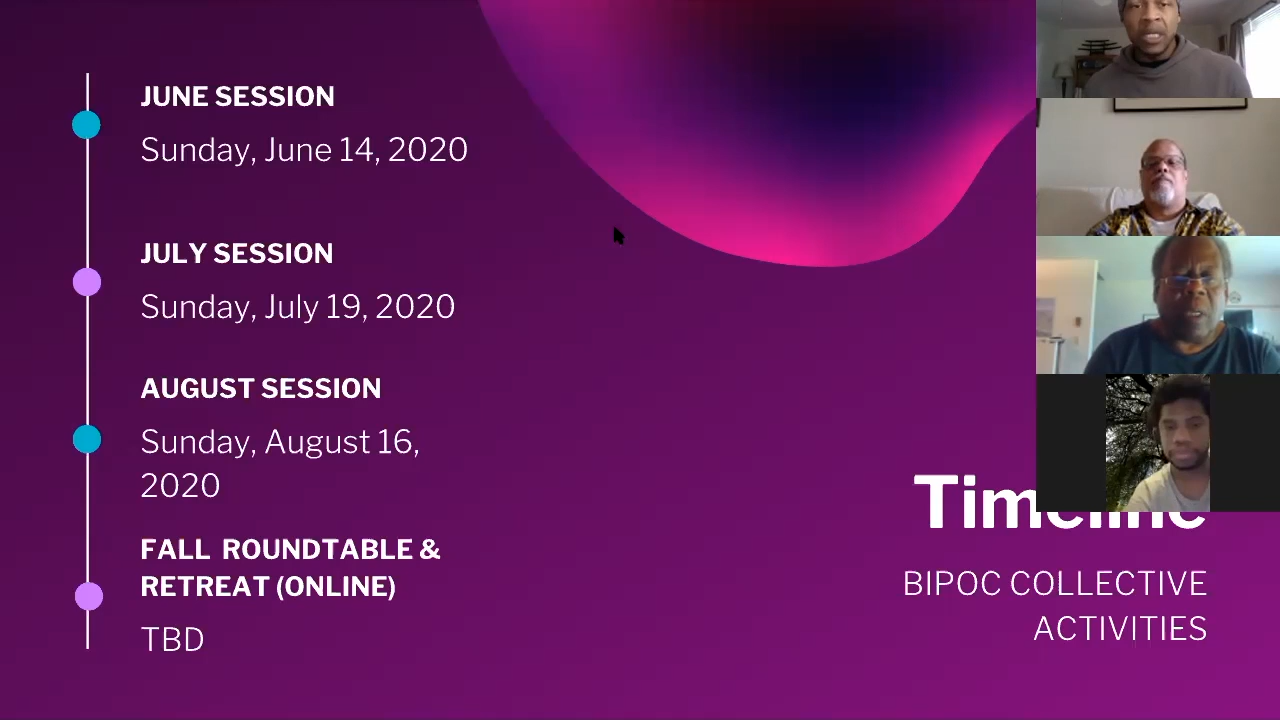 JUNE SESSION
Sunday, June 14, 2020
JULY SESSION
Sunday, July 19, 2020
AUGUST SESSION
Sunday, August 16,
2020
FALL ROUNDTABLE &
RETREAT (ONLINE)
TBD
Timeline
BIPOC COLLECTIVE
ACTIVITIES